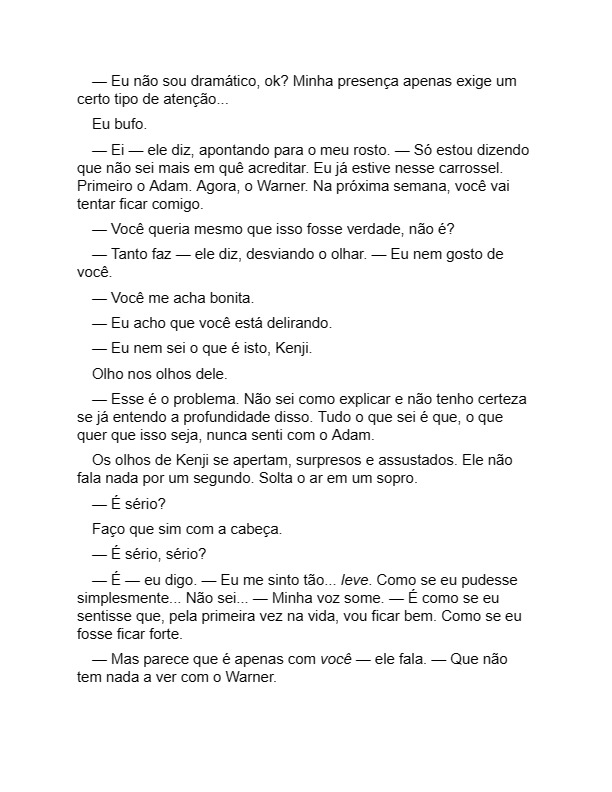 — Eu não sou dramático, ok? Minha presença apenas exige um
certo tipo de atenção...
Eu bufo.
— Ei — ele diz, apontando para o meu rosto. — Só estou dizendo
que não sei mais em quê acreditar. Eu já estive nesse carrossel.
Primeiro o Adam. Agora, o Warner. Na próxima semana, você vai
tentar ficar comigo.
— Você queria mesmo que isso fosse verdade, não é?
— Tanto faz — ele diz, desviando o olhar. — Eu nem gosto de
você.
— Você me acha bonita.
— Eu acho que você está delirando.
— Eu nem sei o que é isto, Kenji.
Olho nos olhos dele.
— Esse é o problema. Não sei como explicar e não tenho certeza
se já entendo a profundidade disso. Tudo o que sei é que, o que
quer que isso seja, nunca senti com o Adam.
Os olhos de Kenji se apertam, surpresos e assustados. Ele não
fala nada por um segundo. Solta o ar em um sopro.
— É sério?
Faço que sim com a cabeça.
— É sério, sério?
— É — eu digo. — Eu me sinto tão... leve. Como se eu pudesse
simplesmente... Não sei... — Minha voz some. — É como se eu
sentisse que, pela primeira vez na vida, vou ficar bem. Como se eu
fosse ficar forte.
— Mas parece que é apenas com você — ele fala. — Que não
tem nada a ver com o Warner.